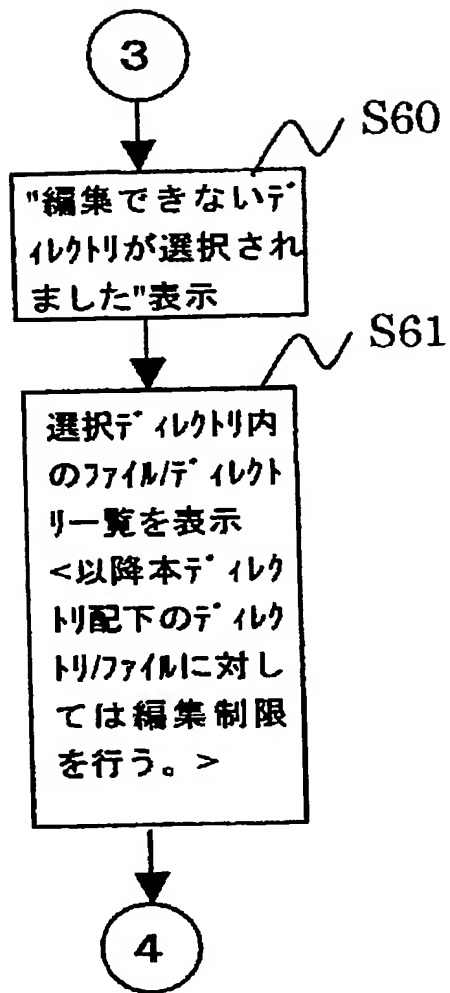 3
S60
"編集できないデ
ィレクトリが選択され
ました"表示
S61
選択ディレクトリ内
のファイル/ディレクト
リ一覧を表示
<以降本ディレク
トリ配下のディレク
トリ/ファイルに対し
ては編集制限
を行う。>
4